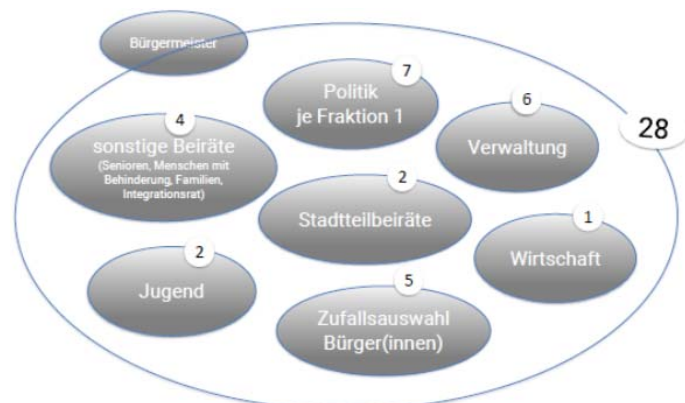 Bürgermeister
7
Politik
je Fraktion 1
6
Verwaltung
28
4
sonstige Beiräte
(Senioren, Menschen mit
Behinderung, Familien,
Integrationsrat)
2
Stadtteilbeiräte
1
Wirtschaft
2
Jugend
5
Zufallsauswahl
Bürger(innen)